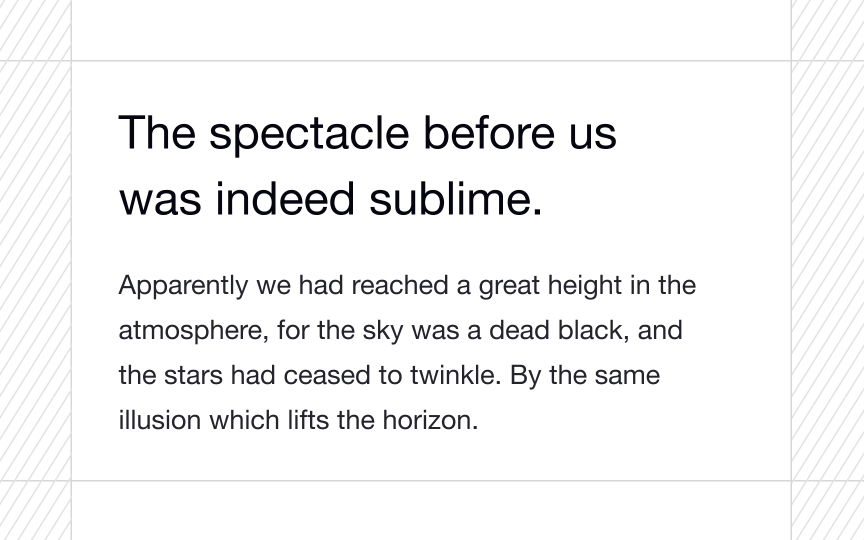 The spectacle before us
was indeed sublime.
Apparently we had reached a great height in the
atmosphere, for the sky was a dead black, and
the stars had ceased to twinkle. By the same
illusion which lifts the horizon.